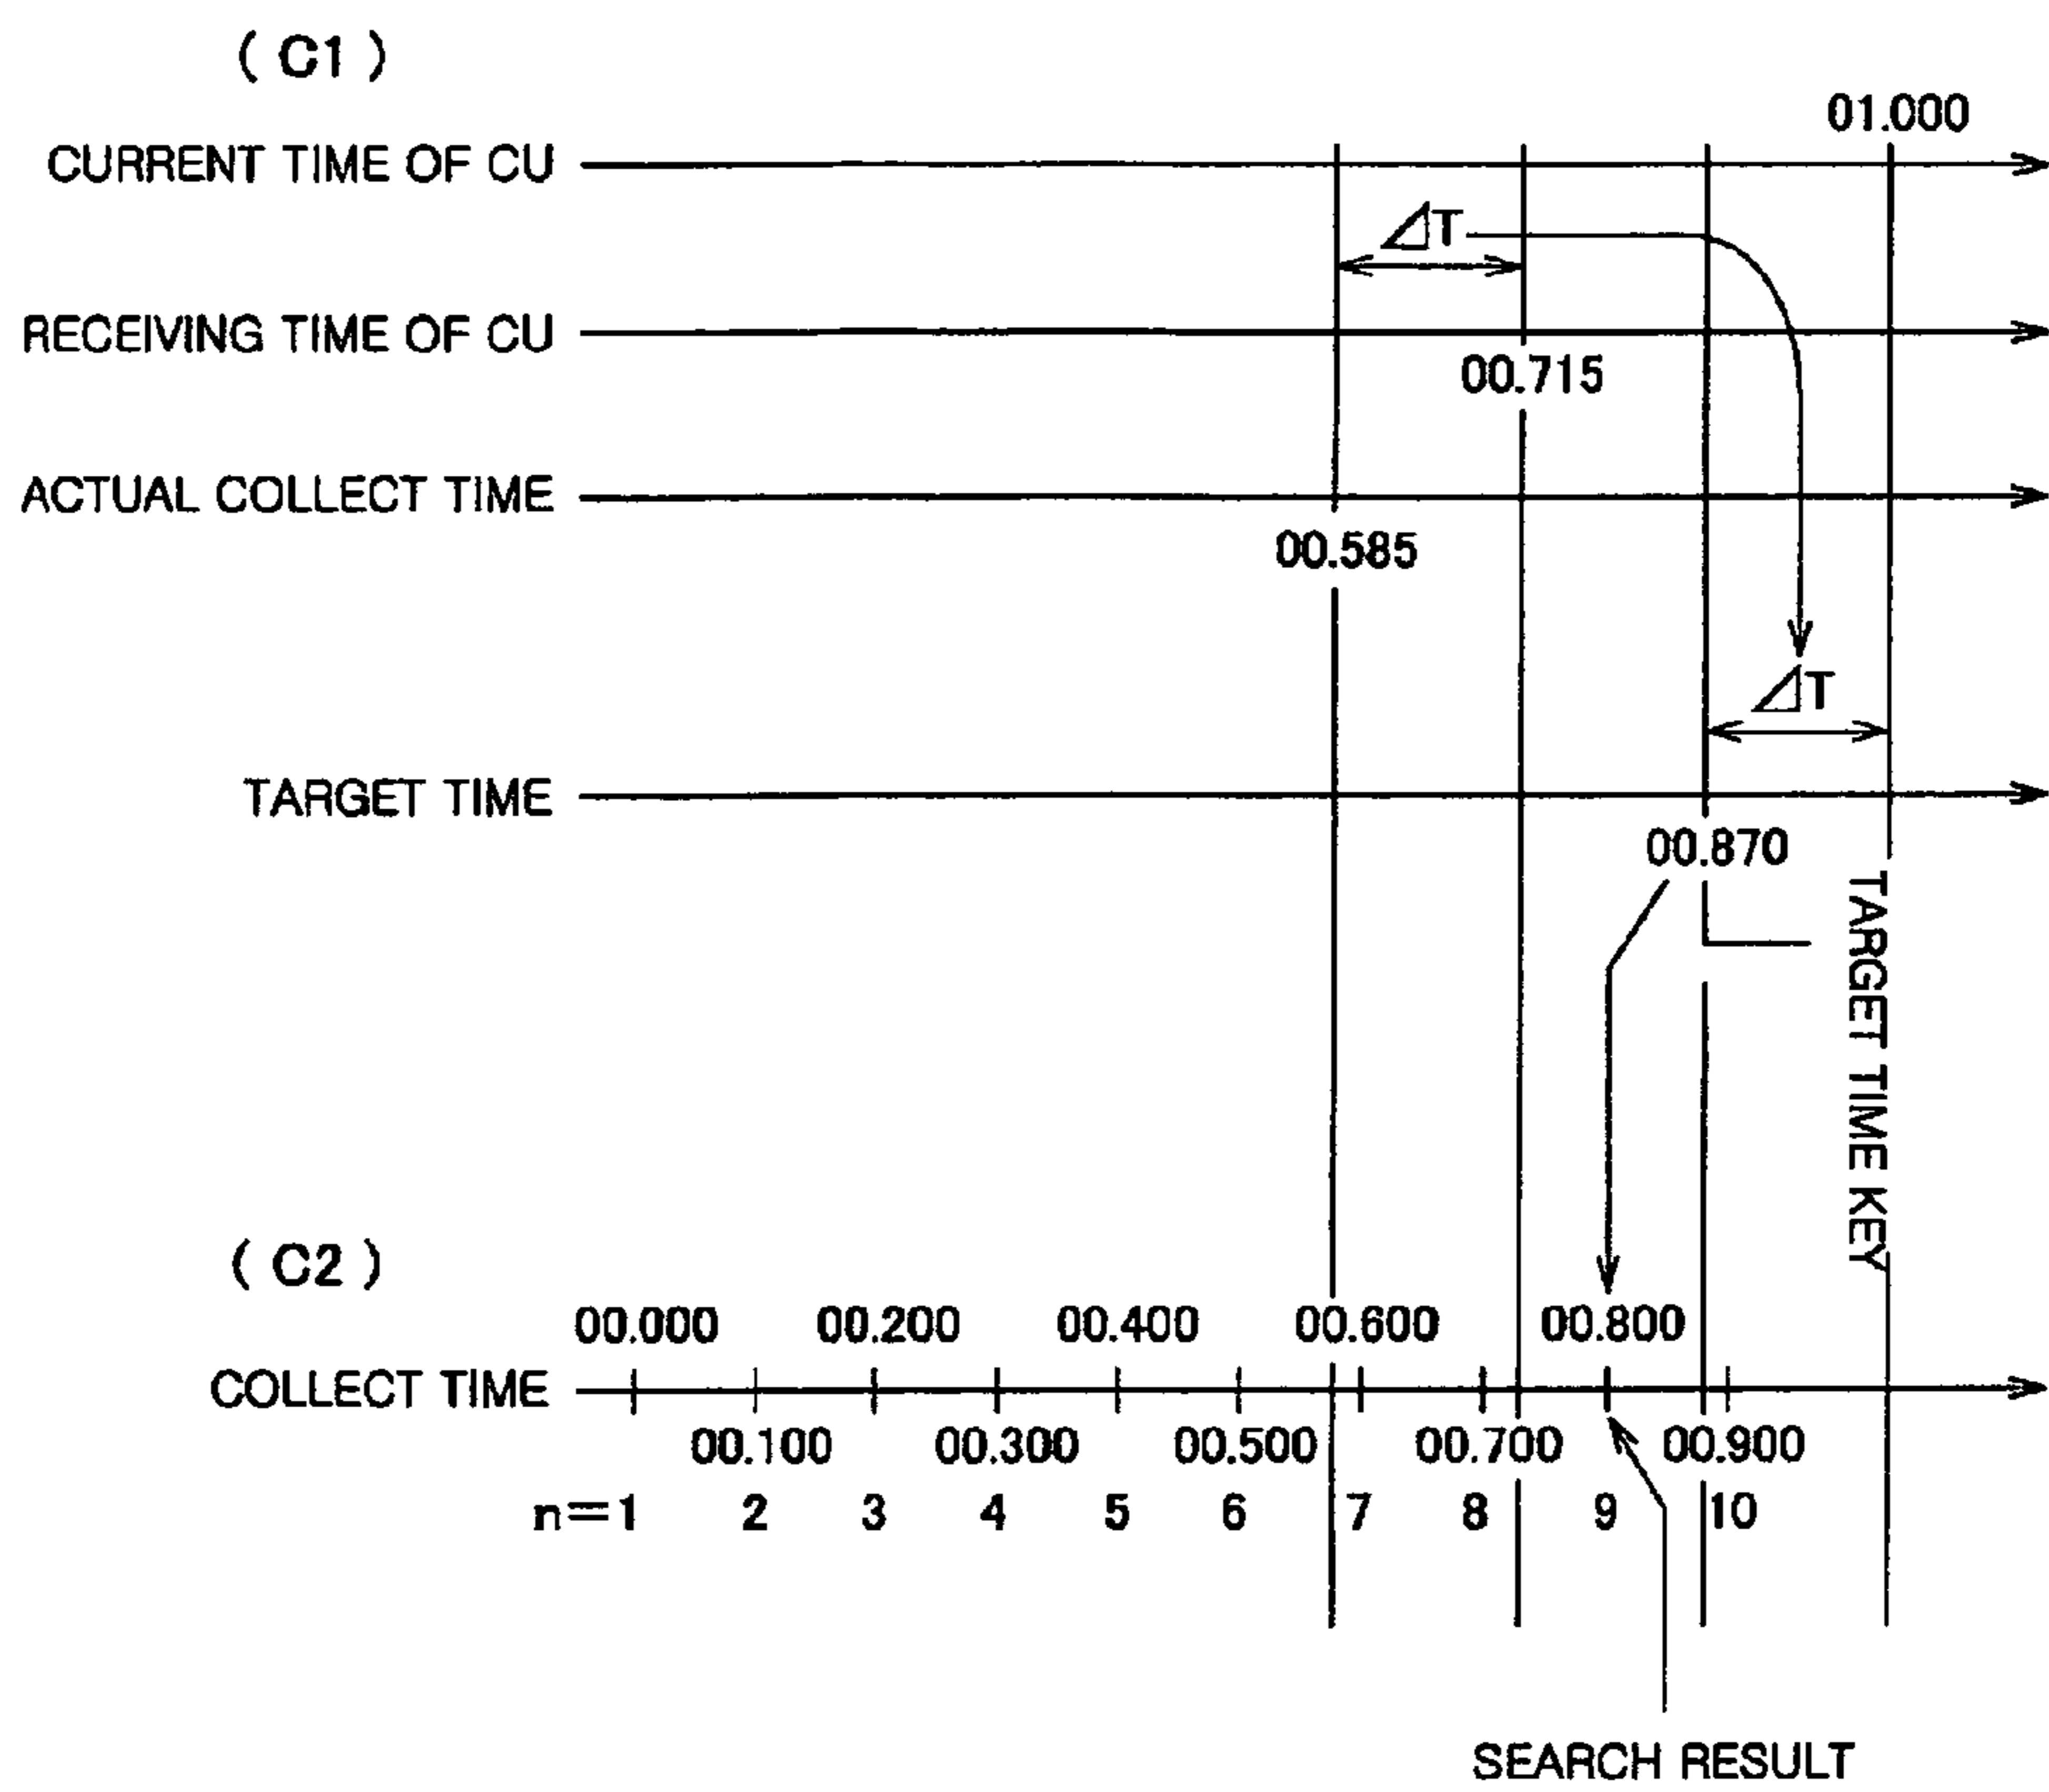 ( C1 )
01.000
CURRENT TIME OF CU
⊿T
RECEIVING TIME OF CU
00.715
ACTUAL COLLECT TIME
00.585
⊿T
TARGET TIME
00.870
TARGET TIME KEY
( C2 )
00.000 00.200 00.400 00.600 00.800
COLLECT TIME
00.100 00.300 00.500 00.700 00.900
n=1 2 3 4 5 6 7 8 9 10
SEARCH RESULT